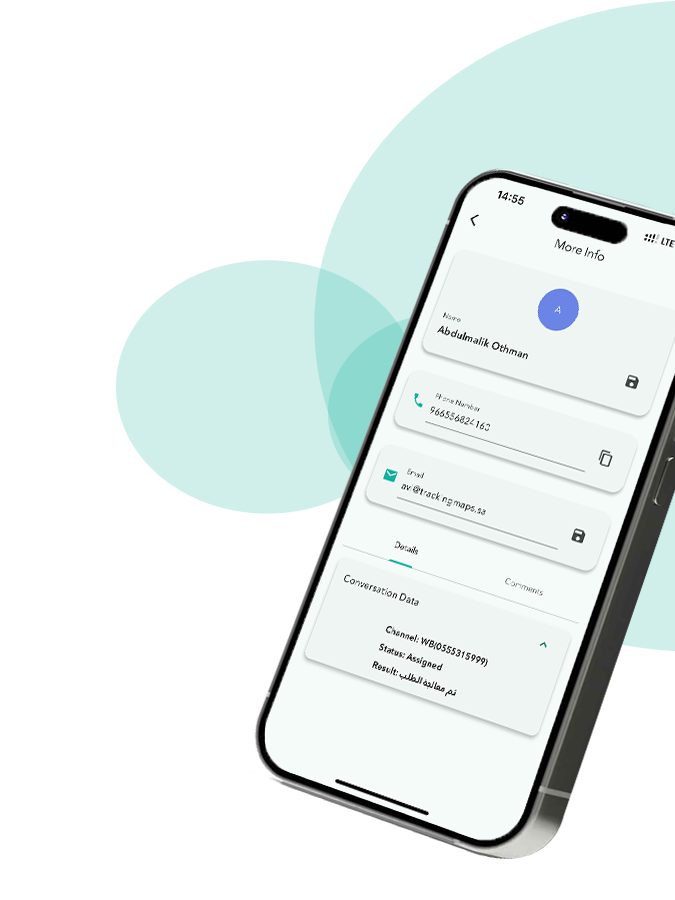 14:55
LTE
More Info
A
Name
Abdulmalik Othman
Phone Number
966556824160
Email
av@trackingmaps.sa
Details
Comments
Conversation Data
Channel: WB(0555315999)
Status: Assigned
Result: تم معالجة الطلب